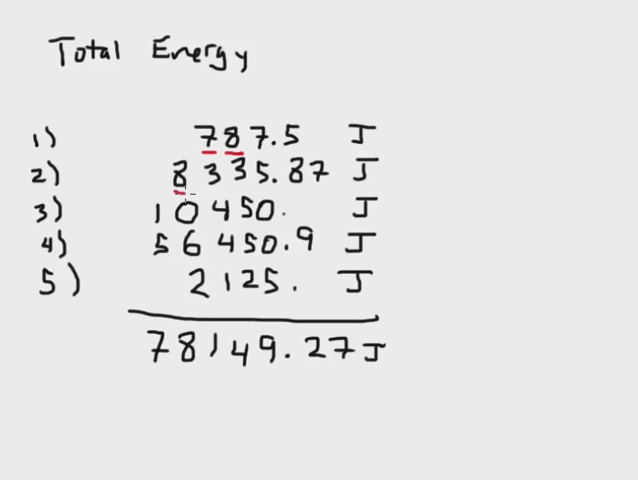 Total Energy
1) 787.5 J
2) 8335.87 J
3) 10450. J
4) 56450.9 J
5) 2125. J
78149.27 J